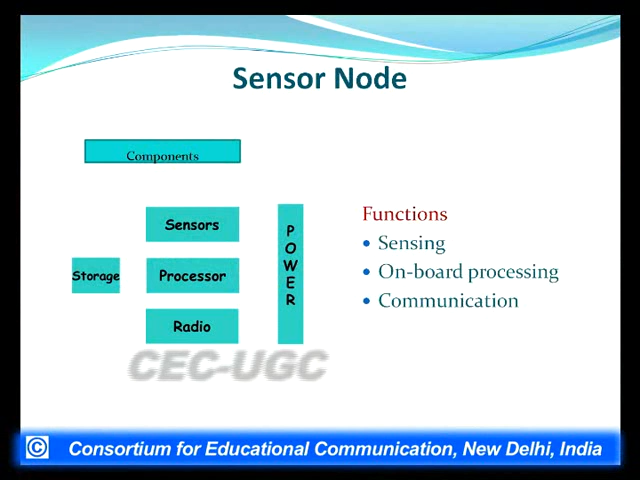 Sensor Node
Components
Sensors
Storage
Processor
Radio
POWER
Functions
• Sensing
• On-board processing
• Communication
CEC-UGC
© Consortium for Educational Communication, New Delhi, India